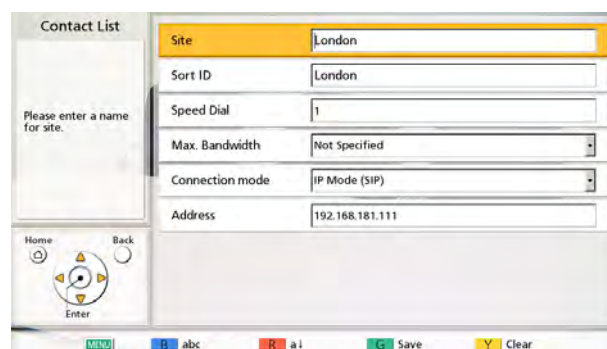 Contact List
Please enter a name
for site.
Site London
Sort ID London
Speed Dial 1
Max. Bandwidth Not Specified
Connection mode IP Mode (SIP)
Address 192.168.181.111
Home Back
Enter
MENU B abc R a↓ G Save Y Clear